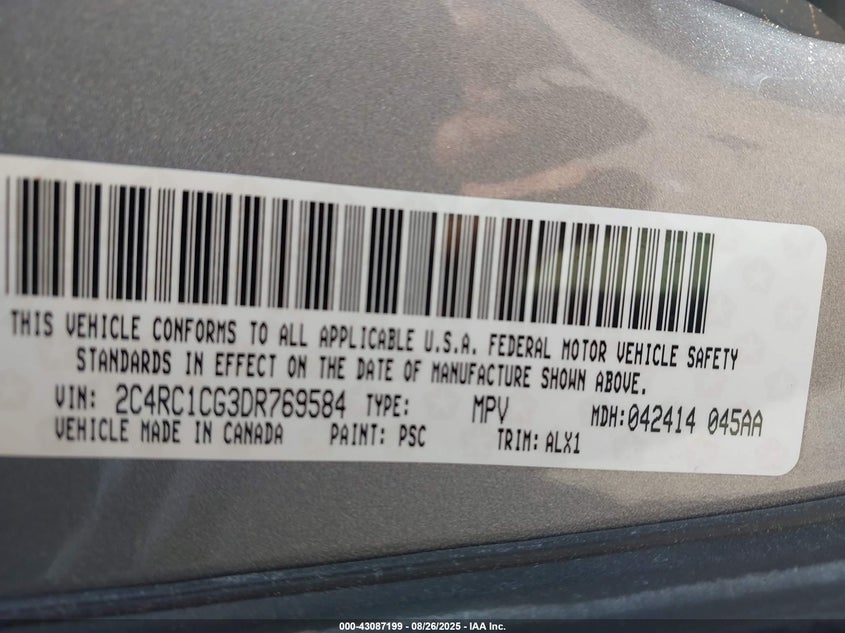 THIS VEHICLE CONFORMS TO ALL APPLICABLE U.S.A. FEDERAL MOTOR VEHICLE SAFETY
STANDARDS IN EFFECT ON THE DATE OF MANUFACTURE SHOWN ABOVE.
VIN: 2C4RC1CG3DR769584 TYPE: MPV MDH:042414 045AA
VEHICLE MADE IN CANADA PAINT: PSC TRIM: ALX1
000-43087199 - 08/26/2025 - IAA Inc.